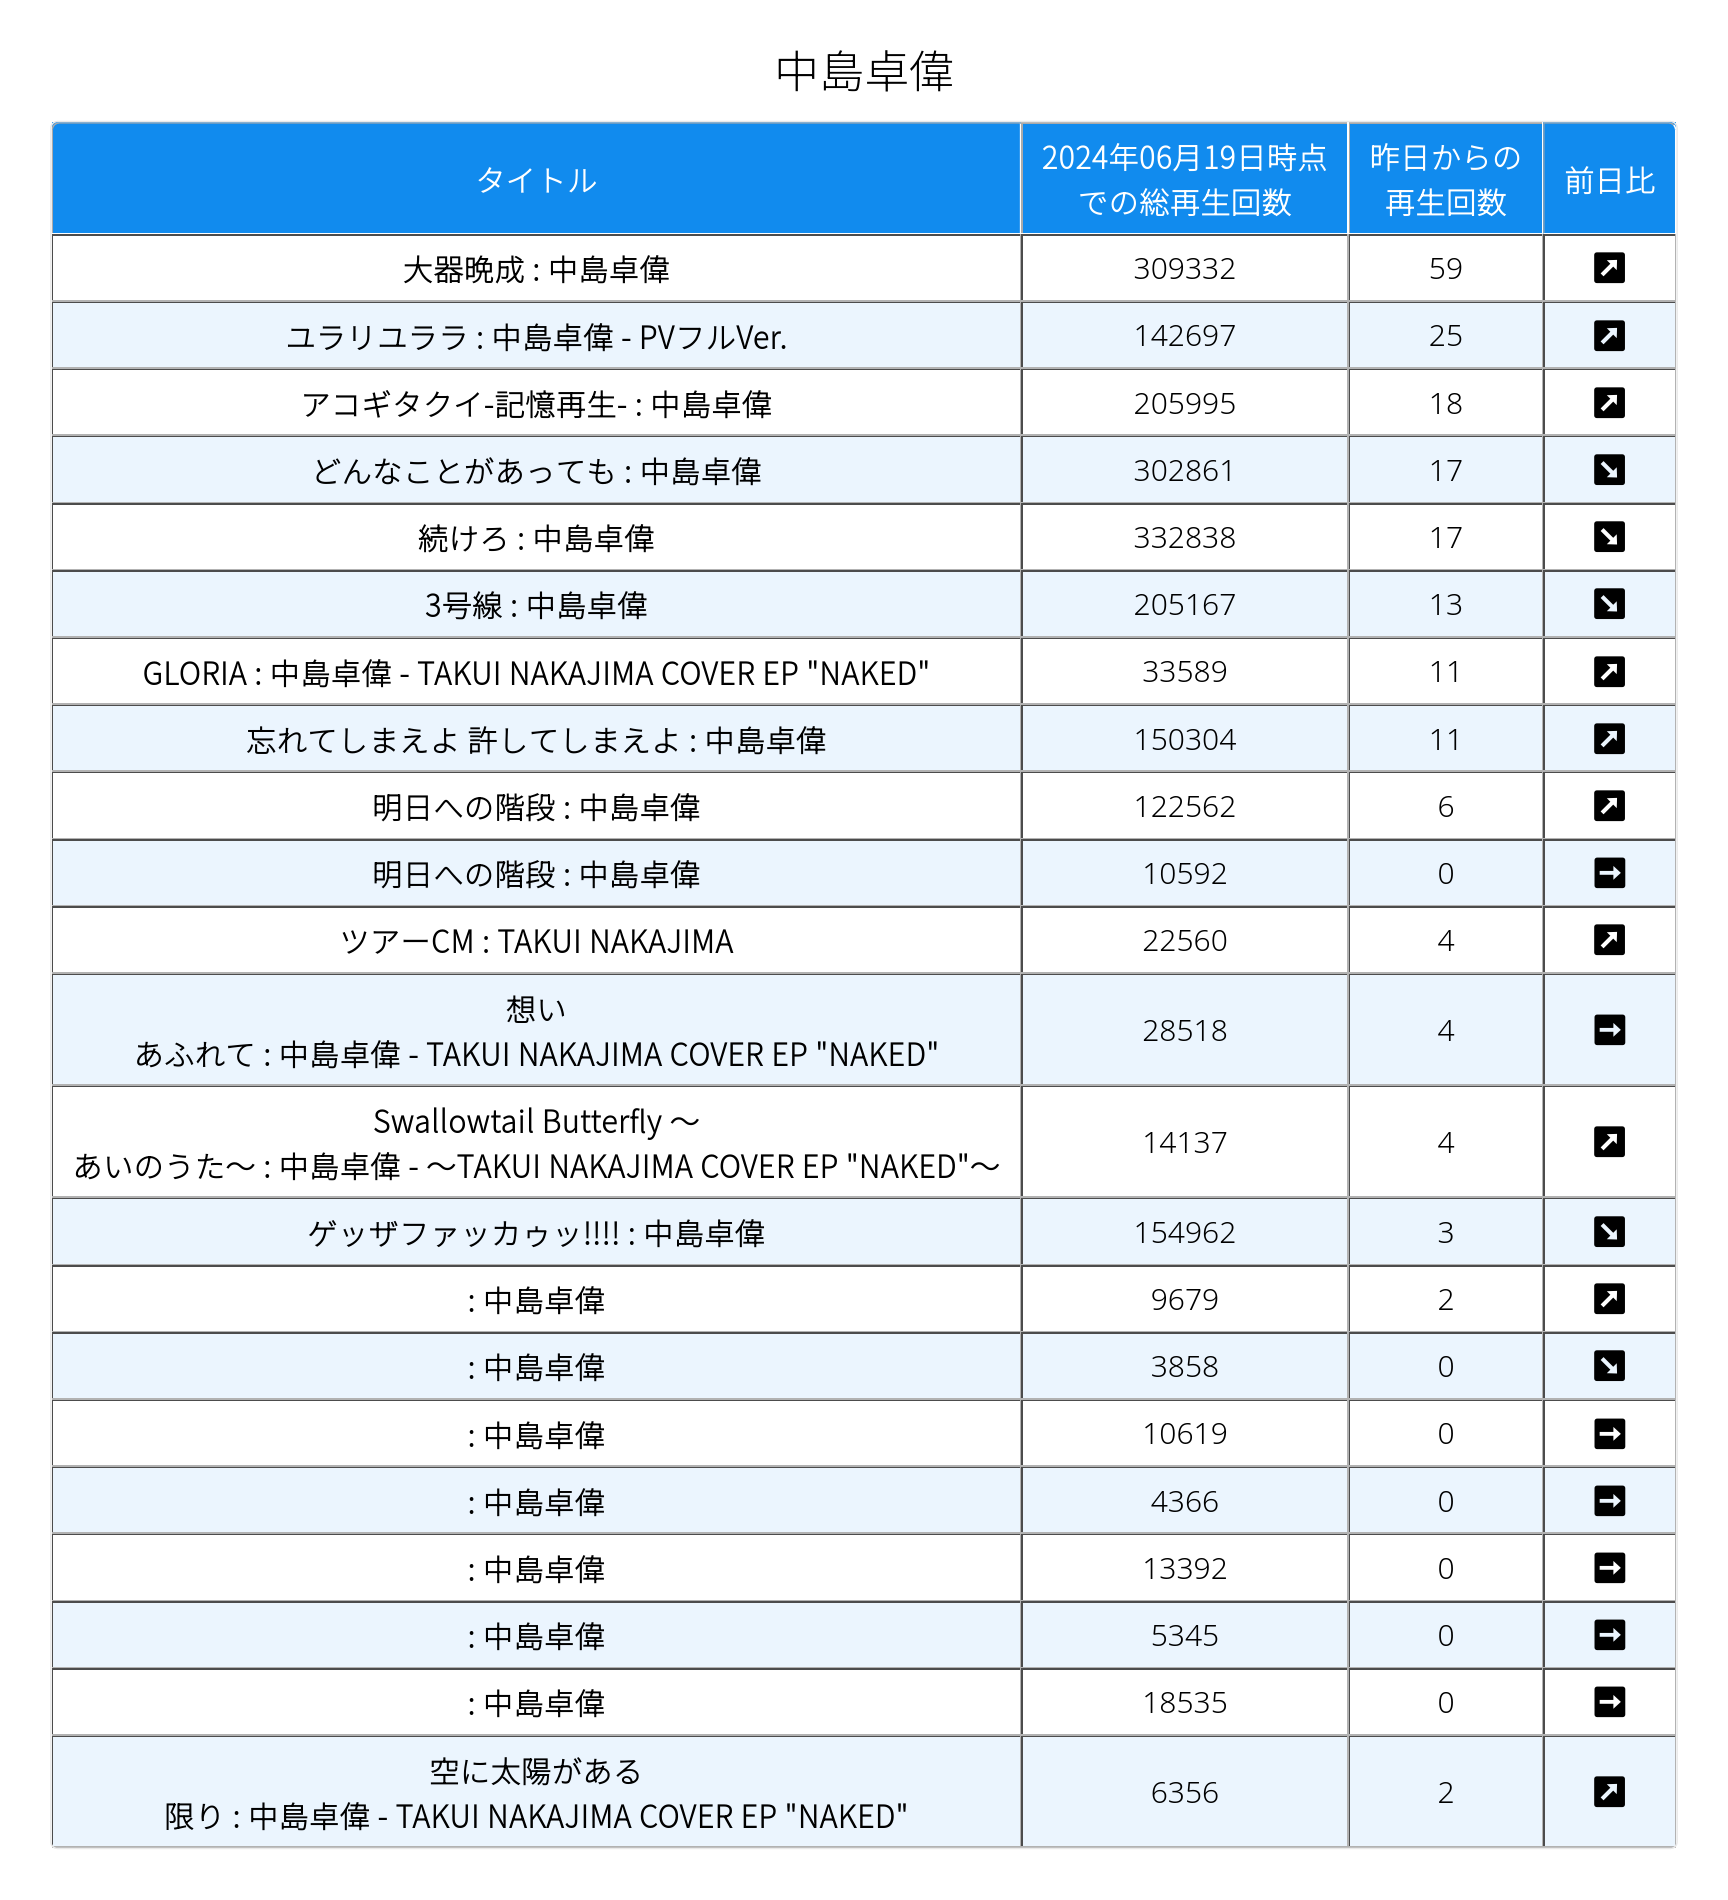 中島卓偉
タイトル
2024年06月19日時点
での総再生回数
昨日からの
再生回数
前日比
大器晩成 : 中島卓偉 309332 59
ユラリユララ : 中島卓偉 - PVフルVer. 142697 25
アコギタクイ-記憶再生- : 中島卓偉 205995 18
どんなことがあっても : 中島卓偉 302861 17
続けろ : 中島卓偉 332838 17
3号線 : 中島卓偉 205167 13
GLORIA : 中島卓偉 - TAKUI NAKAJIMA COVER EP "NAKED" 33589 11
忘れてしまえよ 許してしまえよ : 中島卓偉 150304 11
明日への階段 : 中島卓偉 122562 6
明日への階段 : 中島卓偉 10592 0
ツアーCM : TAKUI NAKAJIMA 22560 4
想い
あふれて : 中島卓偉 - TAKUI NAKAJIMA COVER EP "NAKED" 28518 4
Swallowtail Butterfly ～
あいのうた～ : 中島卓偉 - ～TAKUI NAKAJIMA COVER EP "NAKED"～ 14137 4
ゲッザファッカゥッ!!!! : 中島卓偉 154962 3
: 中島卓偉 9679 2
: 中島卓偉 3858 0
: 中島卓偉 10619 0
: 中島卓偉 4366 0
: 中島卓偉 13392 0
: 中島卓偉 5345 0
: 中島卓偉 18535 0
空に太陽がある
限り : 中島卓偉 - TAKUI NAKAJIMA COVER EP "NAKED" 6356 2